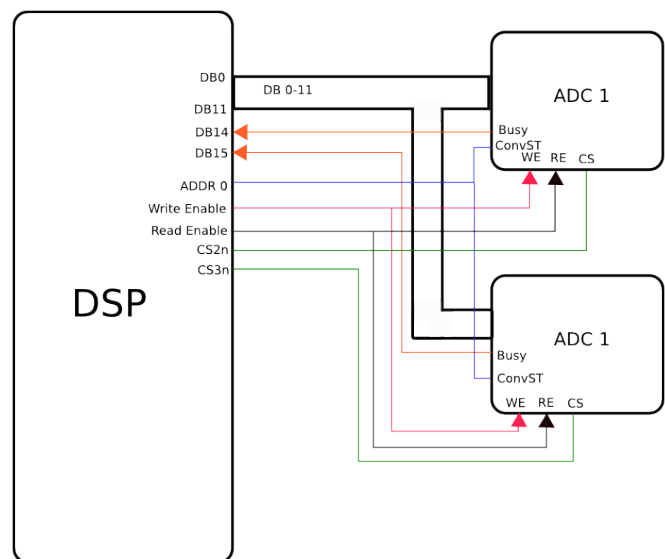 DB0
DB 0-11
DB11
DB14
DB15
ADDR 0
Write Enable
Read Enable
CS2n
CS3n
DSP
ADC 1
Busy
ConvST
WE RE CS
ADC 1
Busy
ConvST
WE RE CS